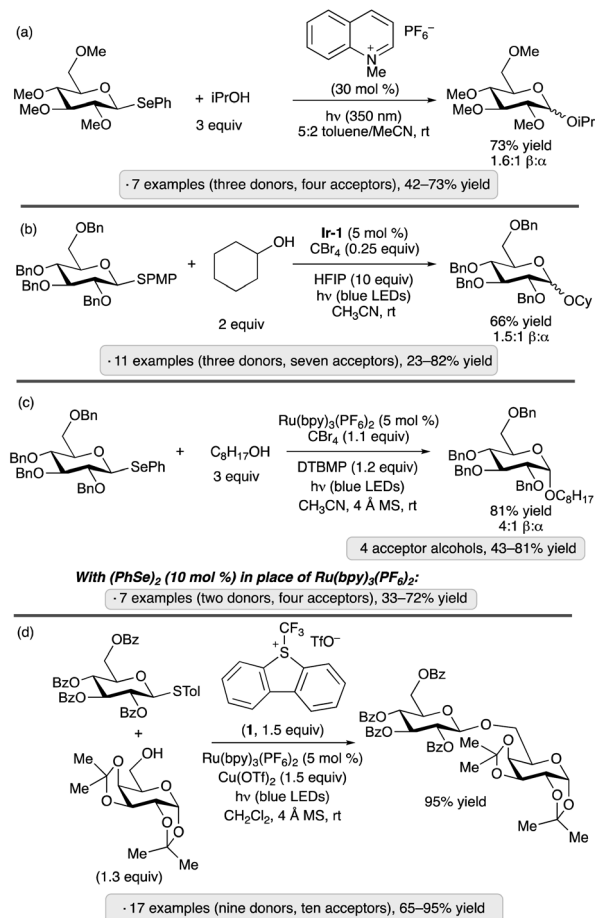 (a)
OMe
MeO
MeO
OMe
O
SePh
+ iPrOH
3 equiv
N
+
Me
PF6−
(30 mol %)
hν (350 nm)
5:2 toluene/MeCN, rt
OMe
MeO
MeO
OMe
O
OiPr
73% yield
1.6:1 β:α
· 7 examples (three donors, four acceptors), 42–73% yield
(b)
OBn
BnO
BnO
BnO
O
SPMP
+
OH
2 equiv
Ir-1 (5 mol %)
CBr4 (0.25 equiv)
HFIP (10 equiv)
hν (blue LEDs)
CH3CN, rt
OBn
BnO
BnO
BnO
O
OCy
66% yield
1.5:1 β:α
· 11 examples (three donors, seven acceptors), 23–82% yield
(c)
OBn
BnO
BnO
BnO
O
SePh
+
C8H17OH
3 equiv
Ru(bpy)3(PF6)2 (5 mol %)
CBr4 (1.1 equiv)
DTBMP (1.2 equiv)
hν (blue LEDs)
CH3CN, 4 Å MS, rt
OBn
BnO
BnO
BnO
O
OC8H17
81% yield
4:1 β:α
4 acceptor alcohols, 43–81% yield
With (PhSe)2 (10 mol %) in place of Ru(bpy)3(PF6)2:
· 7 examples (two donors, four acceptors), 33–72% yield
(d)
OBz
BzO
BzO
BzO
O
STol
+
Me
Me
O
O
OH
O
O
O
Me
Me
(1.3 equiv)
CF3
S
+
TfO−
(1, 1.5 equiv)
Ru(bpy)3(PF6)2 (5 mol %)
Cu(OTf)2 (1.5 equiv)
hν (blue LEDs)
CH2Cl2, 4 Å MS, rt
OBz
BzO
BzO
BzO
O
O
Me
Me
O
O
O
O
O
Me
Me
95% yield
· 17 examples (nine donors, ten acceptors), 65–95% yield